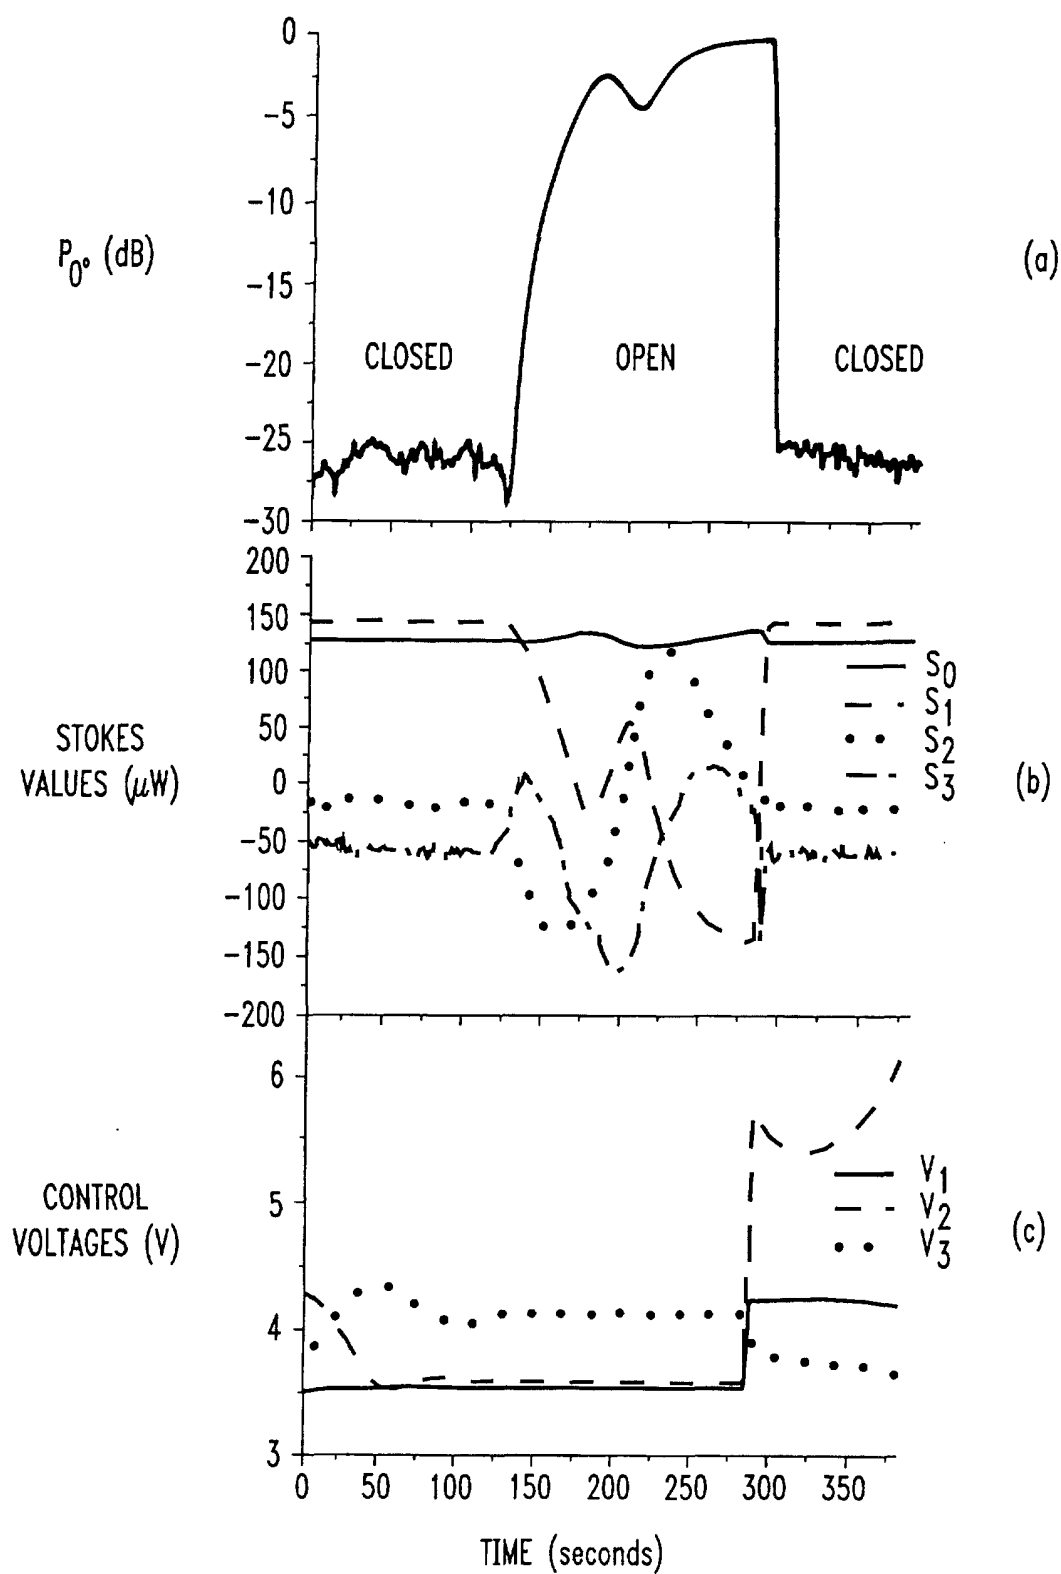 0
-5
-10
-15
-20
-25
-30
P0° (dB)
CLOSED
OPEN
CLOSED
(a)
200
150
100
50
0
-50
-100
-150
-200
STOKES
VALUES (μW)
S0
S1
S2
S3
(b)
6
5
4
3
CONTROL
VOLTAGES (V)
V1
V2
V3
(c)
0 50 100 150 200 250 300 350
TIME (seconds)